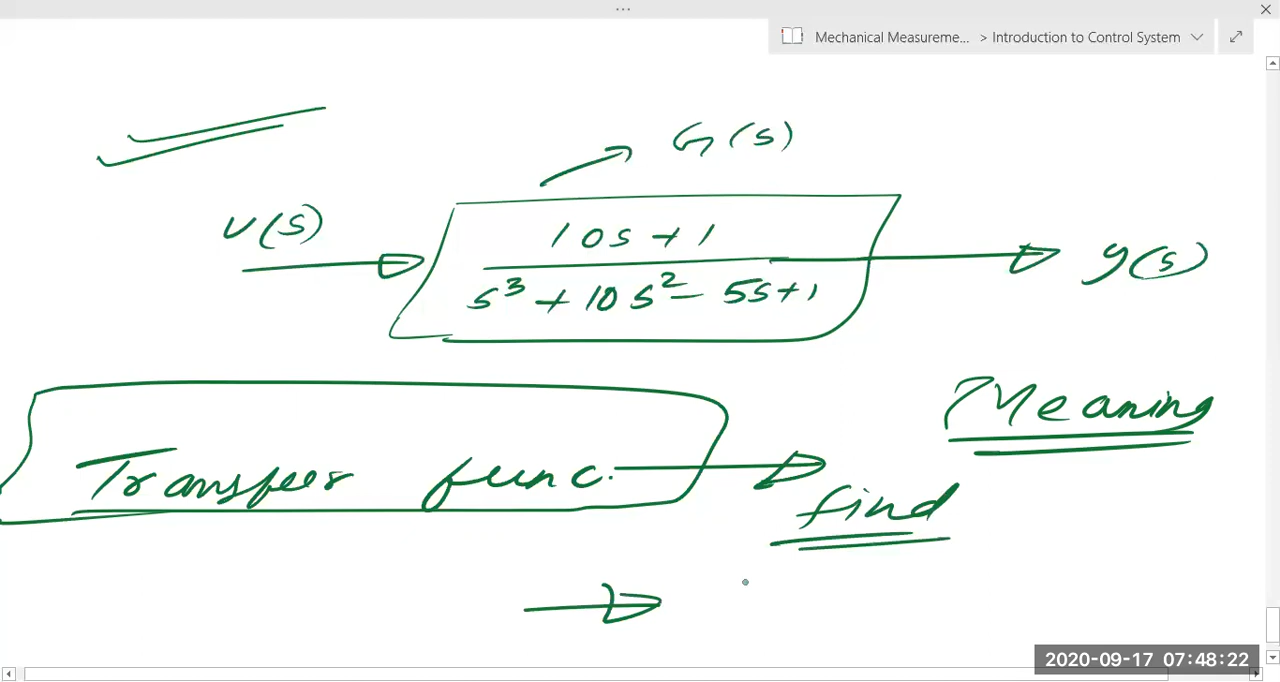 Mechanical Measureme... > Introduction to Control System
G(s)
U(s)
10s+1
s³+10s²-5s+1
y(s)
Meaning
Transfer func.
find
2020-09-17 07:48:22